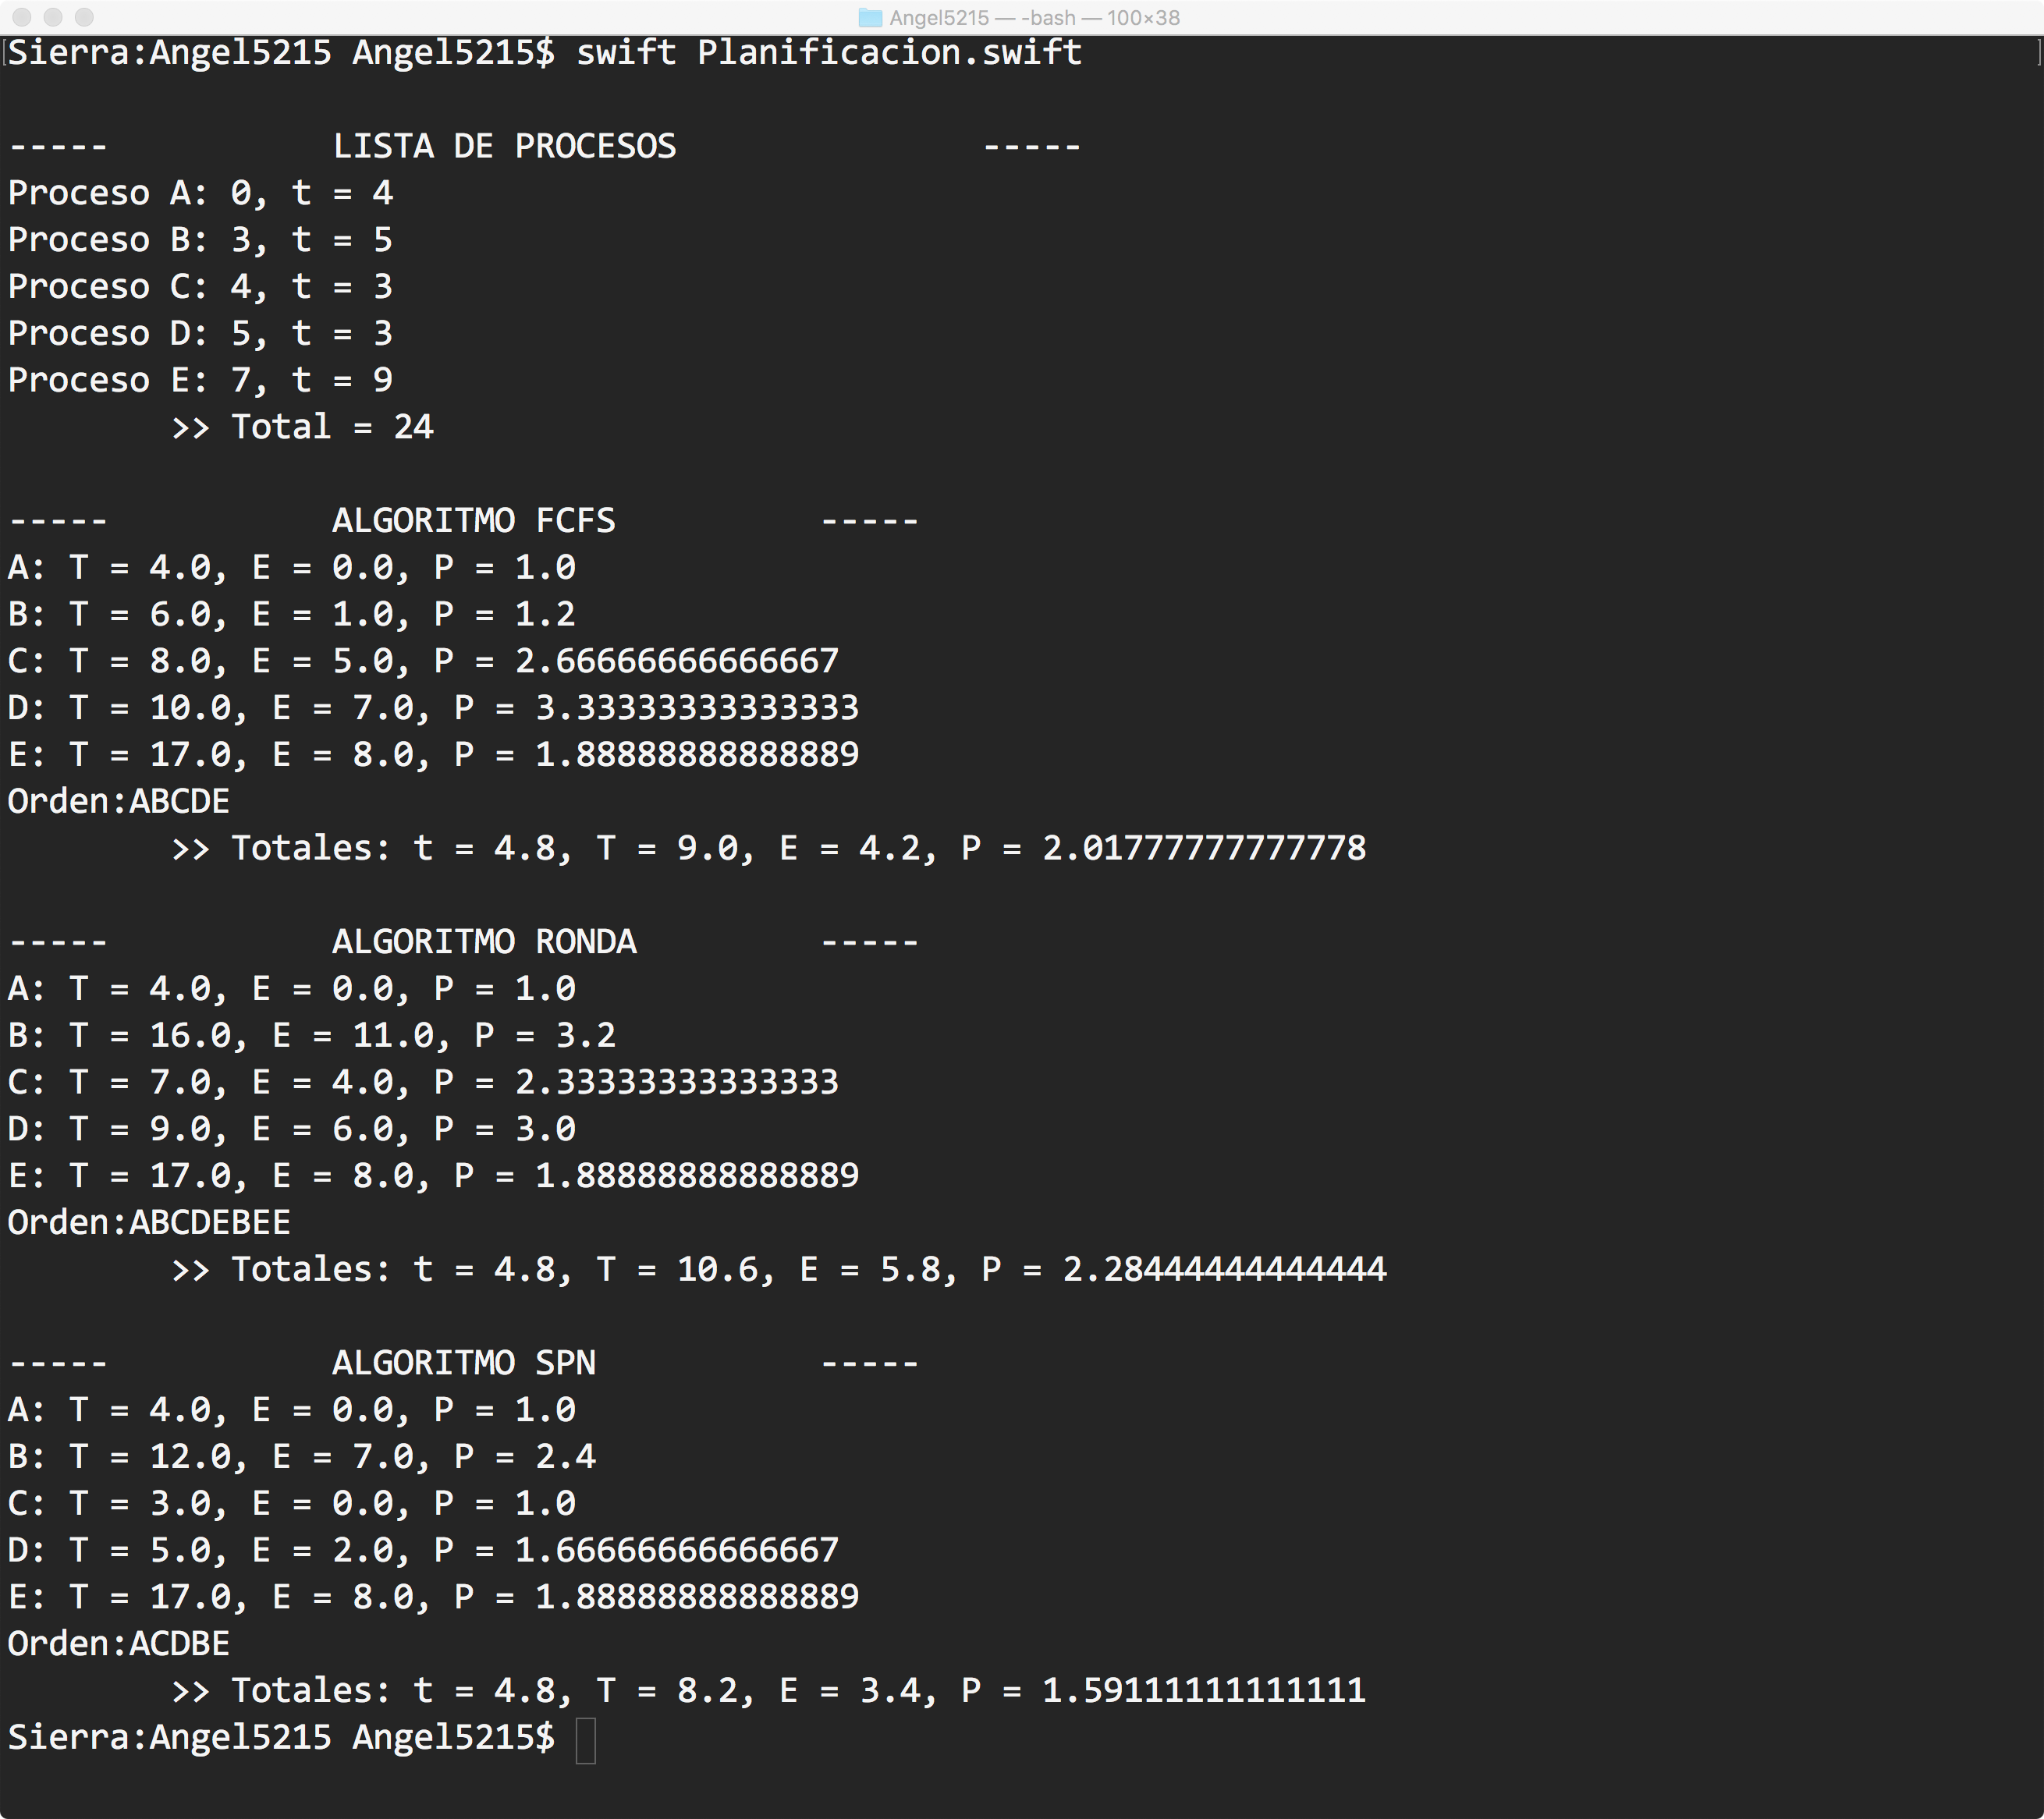 Angel5215 — -bash — 100×38
Sierra:Angel5215 Angel5215$ swift Planificacion.swift
----- LISTA DE PROCESOS -----
Proceso A: 0, t = 4
Proceso B: 3, t = 5
Proceso C: 4, t = 3
Proceso D: 5, t = 3
Proceso E: 7, t = 9
>> Total = 24
----- ALGORITMO FCFS -----
A: T = 4.0, E = 0.0, P = 1.0
B: T = 6.0, E = 1.0, P = 1.2
C: T = 8.0, E = 5.0, P = 2.66666666666667
D: T = 10.0, E = 7.0, P = 3.33333333333333
E: T = 17.0, E = 8.0, P = 1.88888888888889
Orden:ABCDE
>> Totales: t = 4.8, T = 9.0, E = 4.2, P = 2.01777777777778
----- ALGORITMO RONDA -----
A: T = 4.0, E = 0.0, P = 1.0
B: T = 16.0, E = 11.0, P = 3.2
C: T = 7.0, E = 4.0, P = 2.33333333333333
D: T = 9.0, E = 6.0, P = 3.0
E: T = 17.0, E = 8.0, P = 1.88888888888889
Orden:ABCDEBEE
>> Totales: t = 4.8, T = 10.6, E = 5.8, P = 2.28444444444444
----- ALGORITMO SPN -----
A: T = 4.0, E = 0.0, P = 1.0
B: T = 12.0, E = 7.0, P = 2.4
C: T = 3.0, E = 0.0, P = 1.0
D: T = 5.0, E = 2.0, P = 1.66666666666667
E: T = 17.0, E = 8.0, P = 1.88888888888889
Orden:ACDBE
>> Totales: t = 4.8, T = 8.2, E = 3.4, P = 1.59111111111111
Sierra:Angel5215 Angel5215$